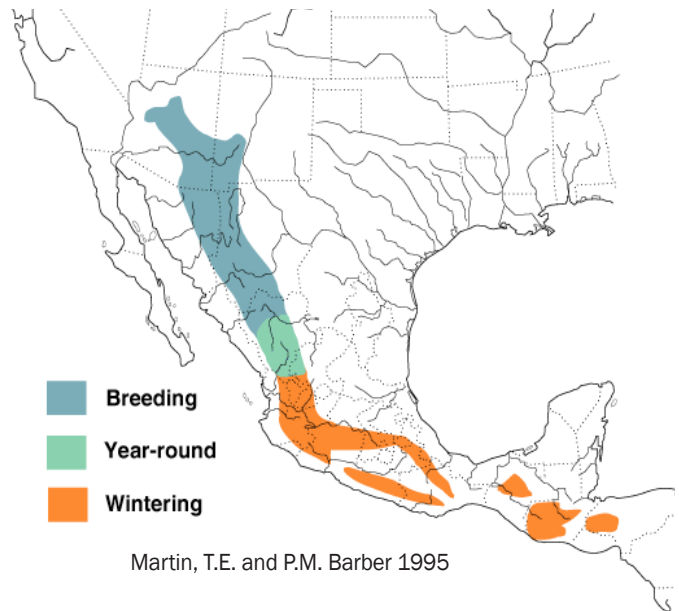 Breeding
Year-round
Wintering
Martin, T.E. and P.M. Barber 1995